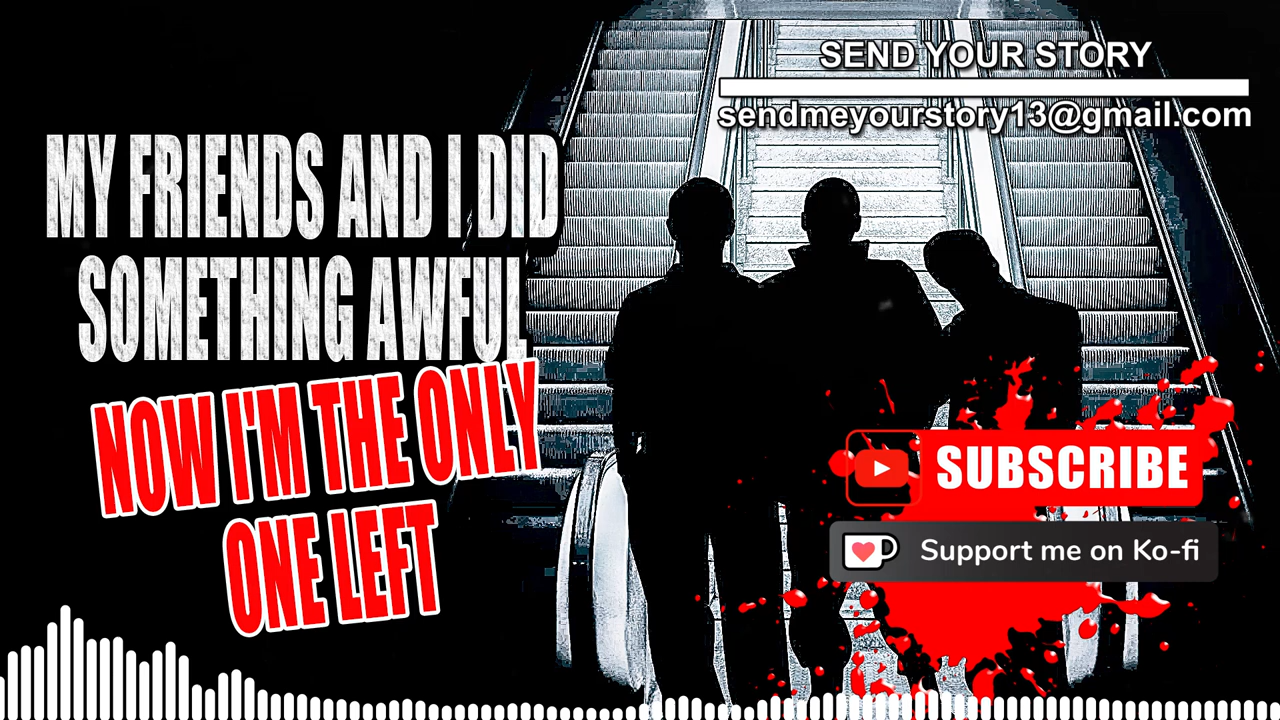 SEND YOUR STORY
sendmeyourstory13@gmail.com
MY FRIENDS AND I DID
SOMETHING AWFUL
NOW I'M THE ONLY
ONE LEFT
SUBSCRIBE
Support me on Ko-fi